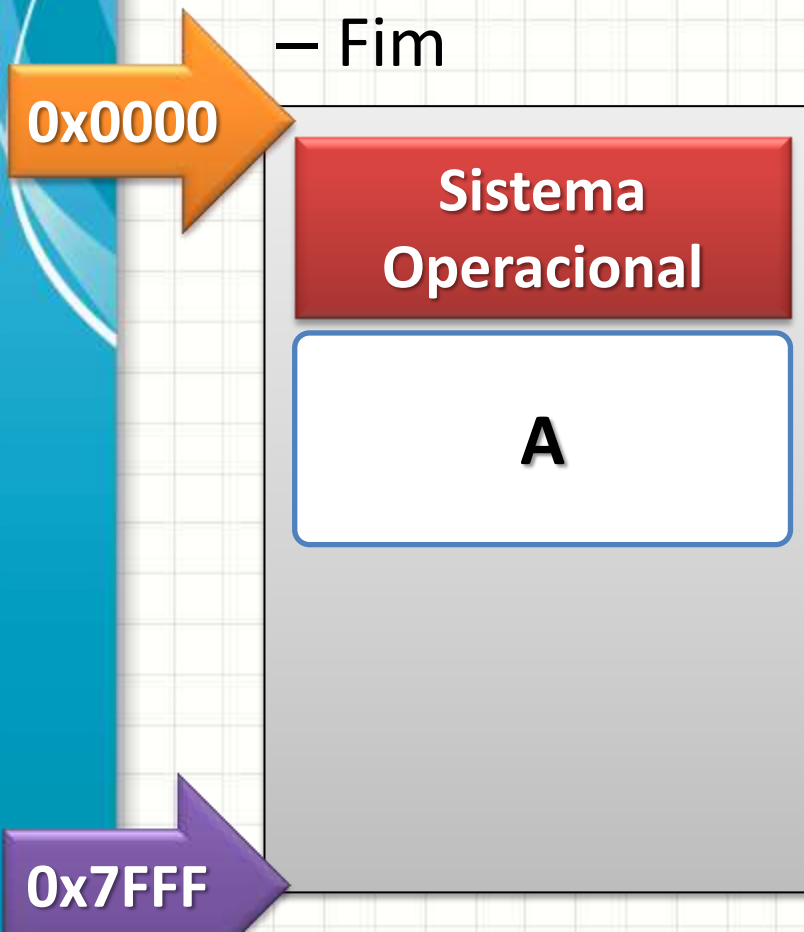 – Fim
0x0000
Sistema
Operacional
A
0x7FFF